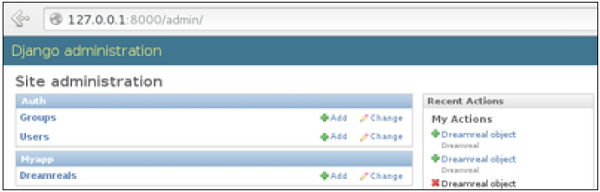 127.0.0.1:8000/admin/
Django administration
Site administration
Auth
Groups Add Change
Users Add Change
Myapp
Dreamreals Add Change
Recent Actions
My Actions
Dreamreal object
Dreamreal
Dreamreal object
Dreamreal
Dreamreal object